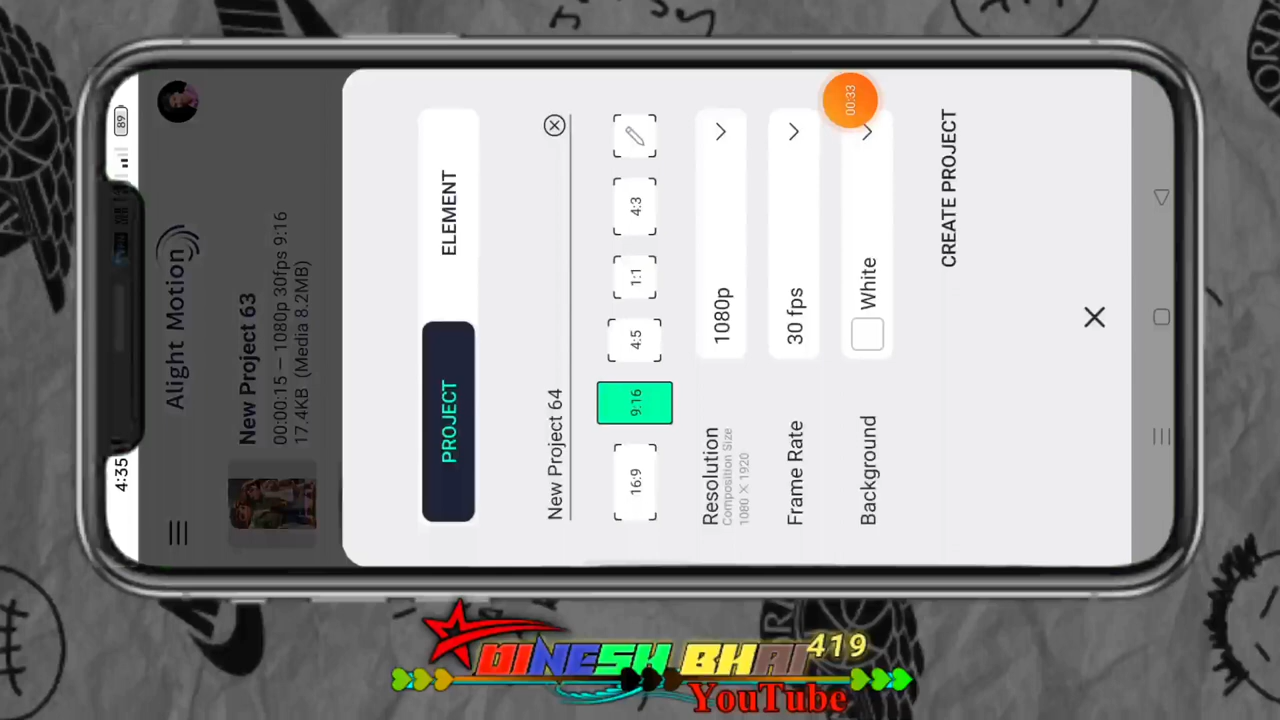 4:35
89
Alight Motion
New Project 63
00:00:15 — 1080p 30fps 9:16
17.4KB (Media 8.2MB)
PROJECT
ELEMENT
New Project 64
16:9
9:16
4:5
1:1
4:3
Resolution
Composition Size
1080 X 1920
1080p
Frame Rate
30 fps
00:33
Background
White
CREATE PROJECT
DINESH BHAI 419
YouTube